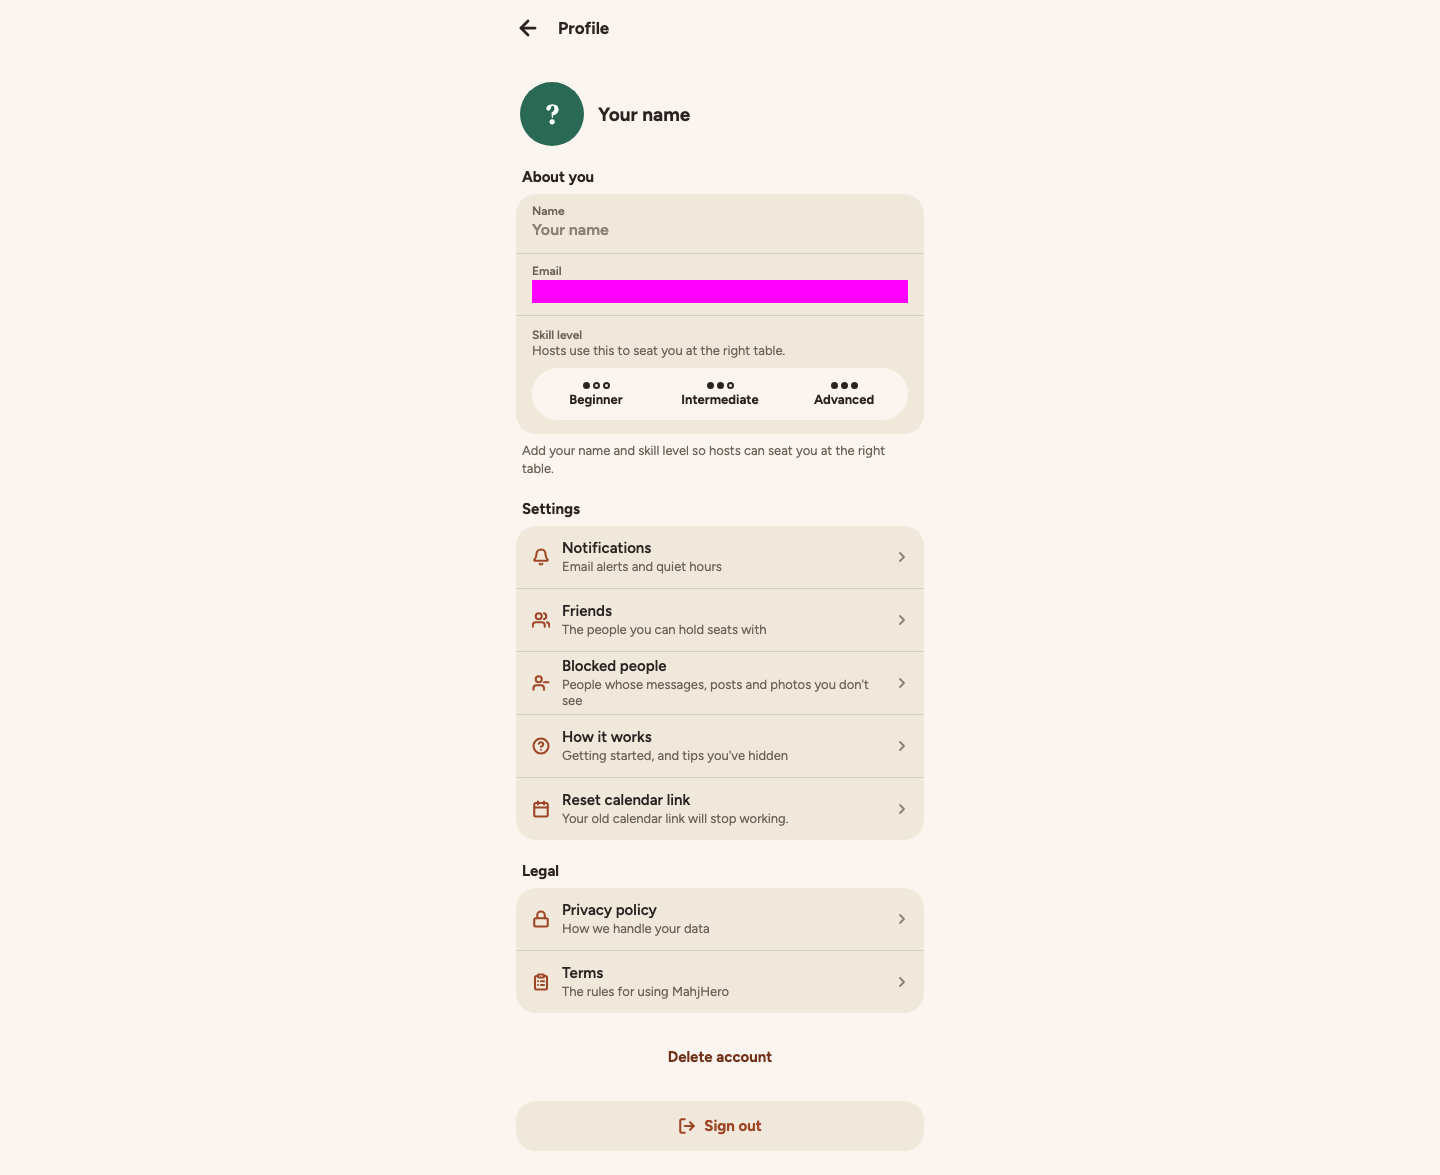 Profile
?
Your name
About you
Name
Your name
Email
Skill level
Hosts use this to seat you at the right table.
Beginner
Intermediate
Advanced
Add your name and skill level so hosts can seat you at the right
table.
Settings
Notifications
Email alerts and quiet hours
Friends
The people you can hold seats with
Blocked people
People whose messages, posts and photos you don't
see
How it works
Getting started, and tips you've hidden
Reset calendar link
Your old calendar link will stop working.
Legal
Privacy policy
How we handle your data
Terms
The rules for using MahjHero
Delete account
Sign out